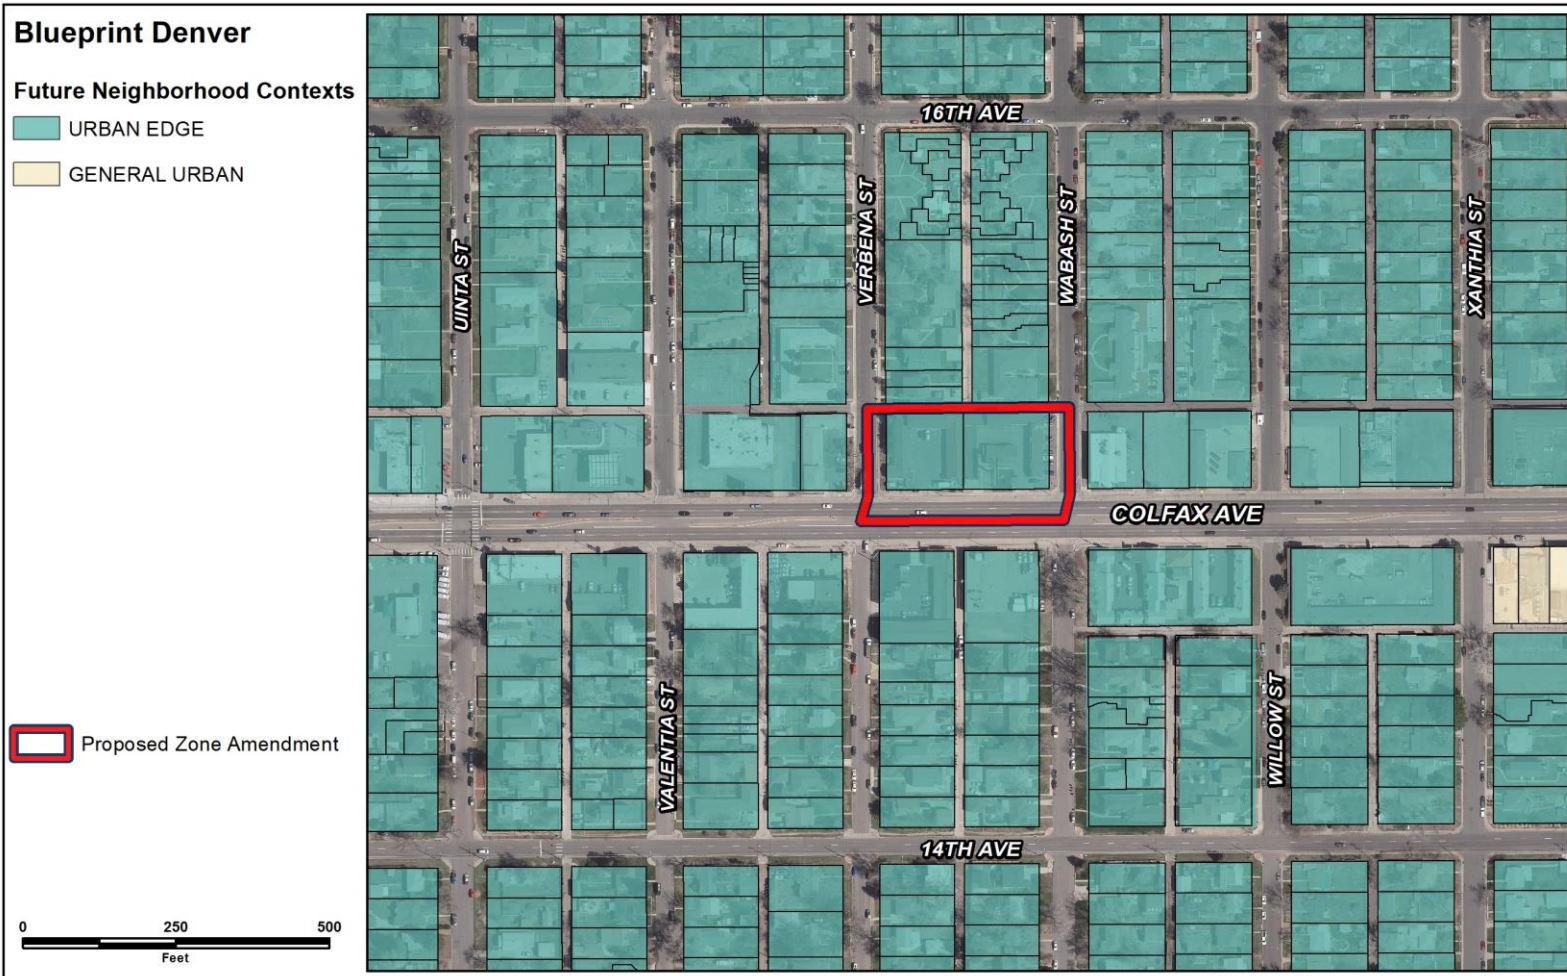 Blueprint Denver
Future Neighborhood Contexts
URBAN EDGE
GENERAL URBAN
Proposed Zone Amendment
0 250 500
Feet
16TH AVE
UINTA ST
VERBENA ST
WABASH ST
XANTHIA ST
COLFAX AVE
VALENTIA ST
WILLOW ST
14TH AVE